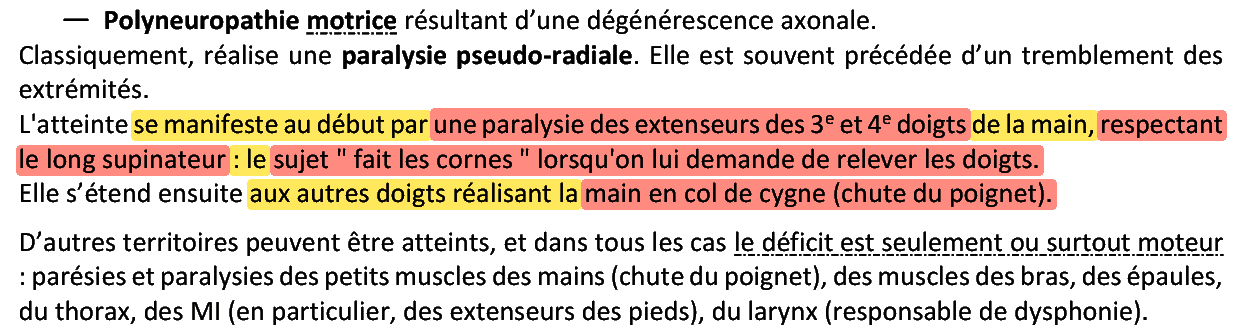 — Polyneuropathie motrice résultant d’une dégénérescence axonale.
Classiquement, réalise une paralysie pseudo-radiale. Elle est souvent précédée d’un tremblement des
extrémités.
L'atteinte se manifeste au début par une paralysie des extenseurs des 3e et 4e doigts de la main, respectant
le long supinateur : le sujet " fait les cornes " lorsqu'on lui demande de relever les doigts.
Elle s’étend ensuite aux autres doigts réalisant la main en col de cygne (chute du poignet).
D’autres territoires peuvent être atteints, et dans tous les cas le déficit est seulement ou surtout moteur
: parésies et paralysies des petits muscles des mains (chute du poignet), des muscles des bras, des épaules,
du thorax, des MI (en particulier, des extenseurs des pieds), du larynx (responsable de dysphonie).